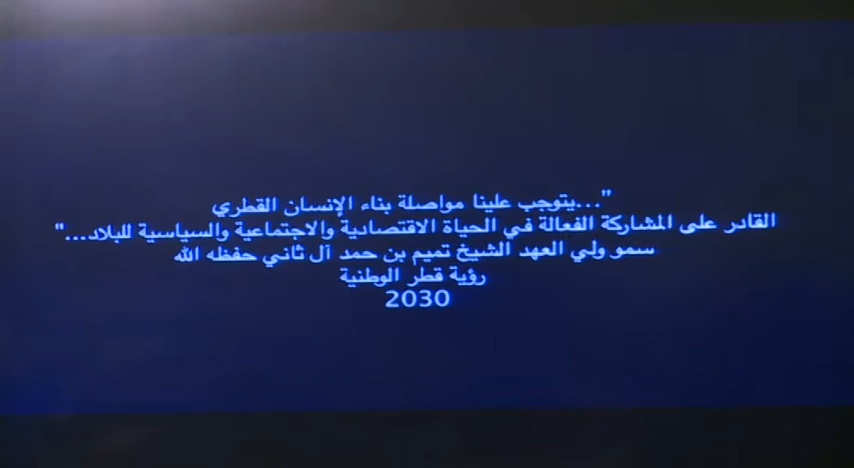 "...يتوجب علينا مواصلة بناء الإنسان القطري
القادر على المشاركة الفعالة في الحياة الاقتصادية والاجتماعية والسياسية للبلاد..."
سمو ولي العهد الشيخ تميم بن حمد آل ثاني حفظه الله
رؤية قطر الوطنية
2030